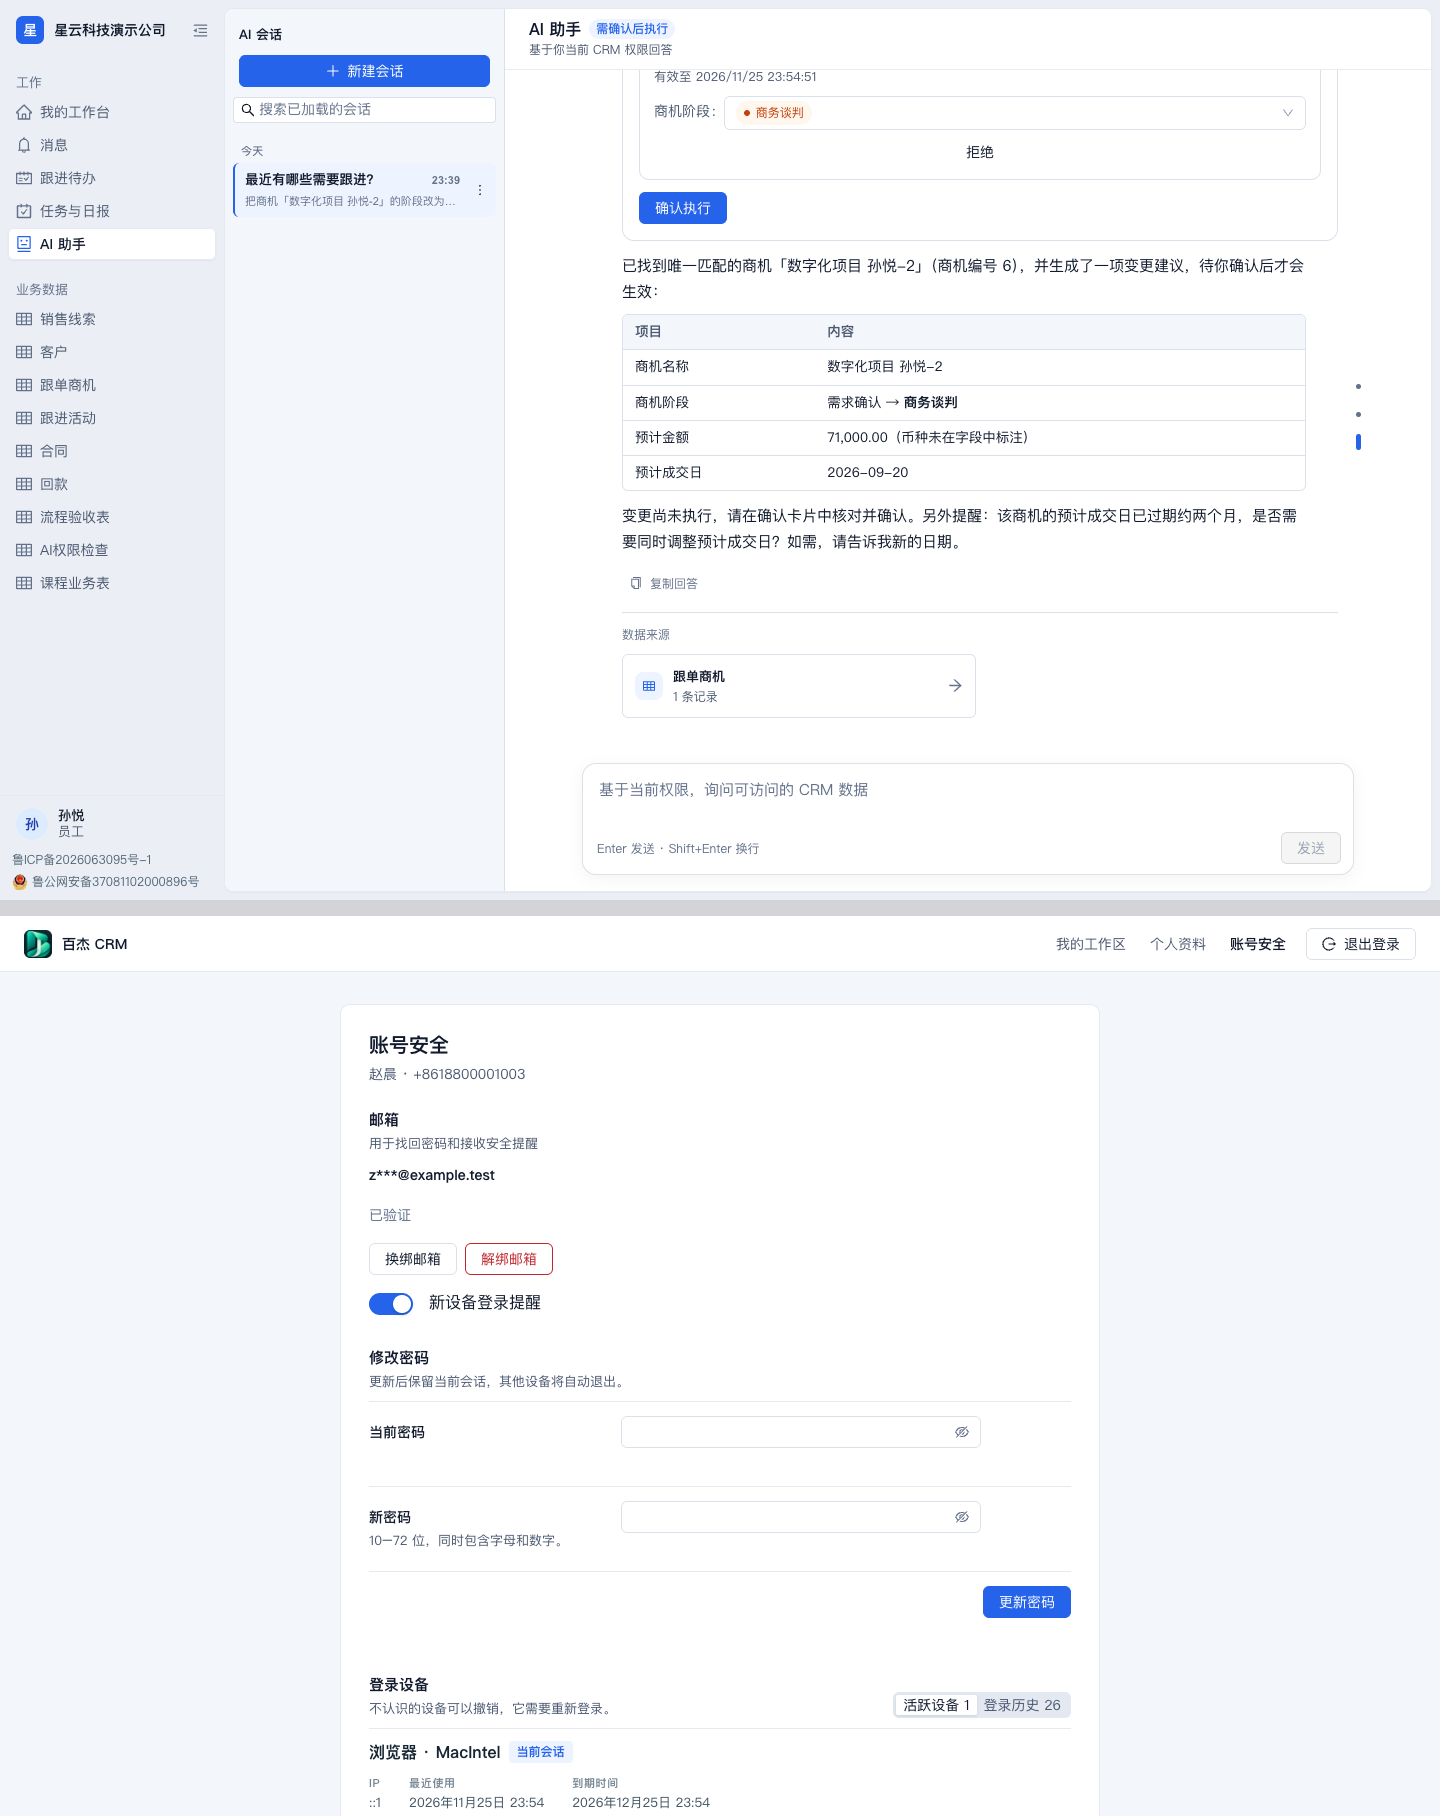 星 星云科技演示公司
工作
我的工作台
消息
跟进待办
任务与日报
AI 助手
业务数据
销售线索
客户
跟单商机
跟进活动
合同
回款
流程验收表
AI权限检查
课程业务表
孙 孙悦
员工
鲁ICP备2026063095号-1
鲁公网安备37081102000896号
AI 会话
新建会话
搜索已加载的会话
今天
最近有哪些需要跟进? 23:39
把商机「数字化项目 孙悦-2」的阶段改为...
AI 助手 需确认后执行
基于你当前 CRM 权限回答
有效至 2026/11/25 23:54:51
商机阶段: 商务谈判
拒绝
确认执行
已找到唯一匹配的商机「数字化项目 孙悦-2」(商机编号 6),并生成了一项变更建议,待你确认后才会
生效:
项目 内容
商机名称 数字化项目 孙悦-2
商机阶段 需求确认 → 商务谈判
预计金额 71,000.00(币种未在字段中标注)
预计成交日 2026-09-20
变更尚未执行,请在确认卡片中核对并确认。另外提醒:该商机的预计成交日已过期约两个月,是否需
要同时调整预计成交日?如需,请告诉我新的日期。
复制回答
数据来源
跟单商机
1 条记录
基于当前权限,询问可访问的 CRM 数据
Enter 发送 · Shift+Enter 换行 发送
百杰 CRM 我的工作区 个人资料 账号安全 退出登录
账号安全
赵晨 · +8618800001003
邮箱
用于找回密码和接收安全提醒
z***@example.test
已验证
换绑邮箱 解绑邮箱
新设备登录提醒
修改密码
更新后保留当前会话,其他设备将自动退出。
当前密码
新密码
10–72 位,同时包含字母和数字。
更新密码
登录设备
不认识的设备可以撤销,它需要重新登录。 活跃设备 1 登录历史 26
浏览器 · MacIntel 当前会话
IP 最近使用 到期时间
::1 2026年11月25日 23:54 2026年12月25日 23:54